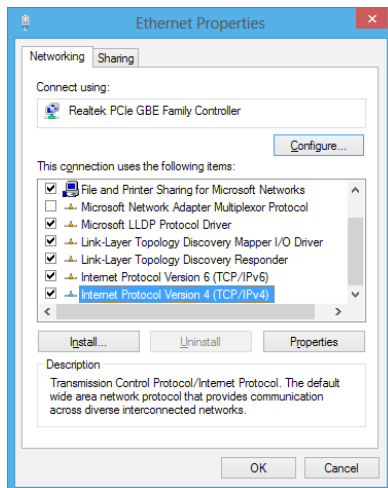 Ethernet Properties
Networking
Sharing
Connect using:
Realtek PCIe GBE Family Controller
Configure...
This connection uses the following items:
File and Printer Sharing for Microsoft Networks
Microsoft Network Adapter Multiplexor Protocol
Microsoft LLDP Protocol Driver
Link-Layer Topology Discovery Mapper I/O Driver
Link-Layer Topology Discovery Responder
Internet Protocol Version 6 (TCP/IPv6)
Internet Protocol Version 4 (TCP/IPv4)
Install...
Uninstall
Properties
Description
Transmission Control Protocol/Internet Protocol. The default
wide area network protocol that provides communication
across diverse interconnected networks.
OK
Cancel